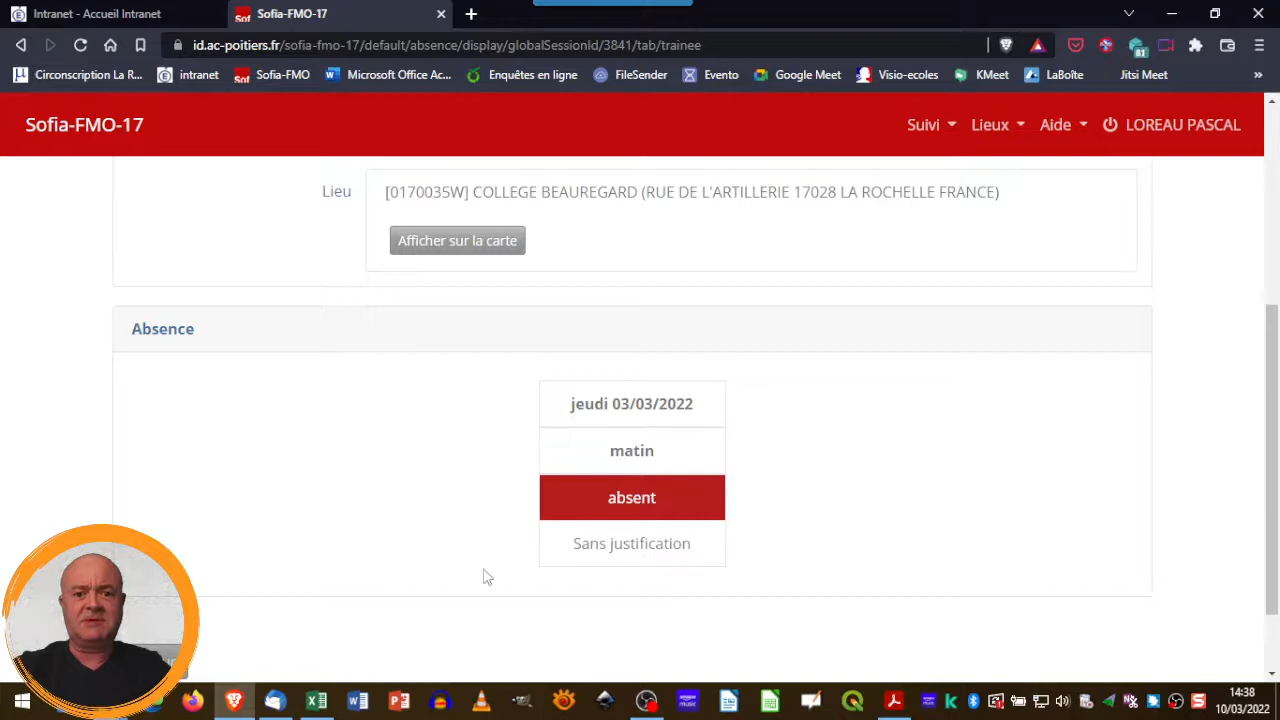 Intranet - Accueil Intranet
Sofia-FMO-17
id.ac-poitiers.fr/sofia-fmo-17/default/absence/display/globalSessionId/3841/tab/trainee
81
Circonscription La R... intranet Sofia-FMO Microsoft Office Ac... Enquêtes en ligne FileSender Evento Google Meet Visio-ecoles KMeet LaBoîte Jitsi Meet »
Sofia-FMO-17
Suivi Lieux Aide LOREAU PASCAL
Lieu
[0170035W] COLLEGE BEAUREGARD (RUE DE L'ARTILLERIE 17028 LA ROCHELLE FRANCE)
Afficher sur la carte
Absence
jeudi 03/03/2022
matin
absent
Sans justification
14:38
10/03/2022